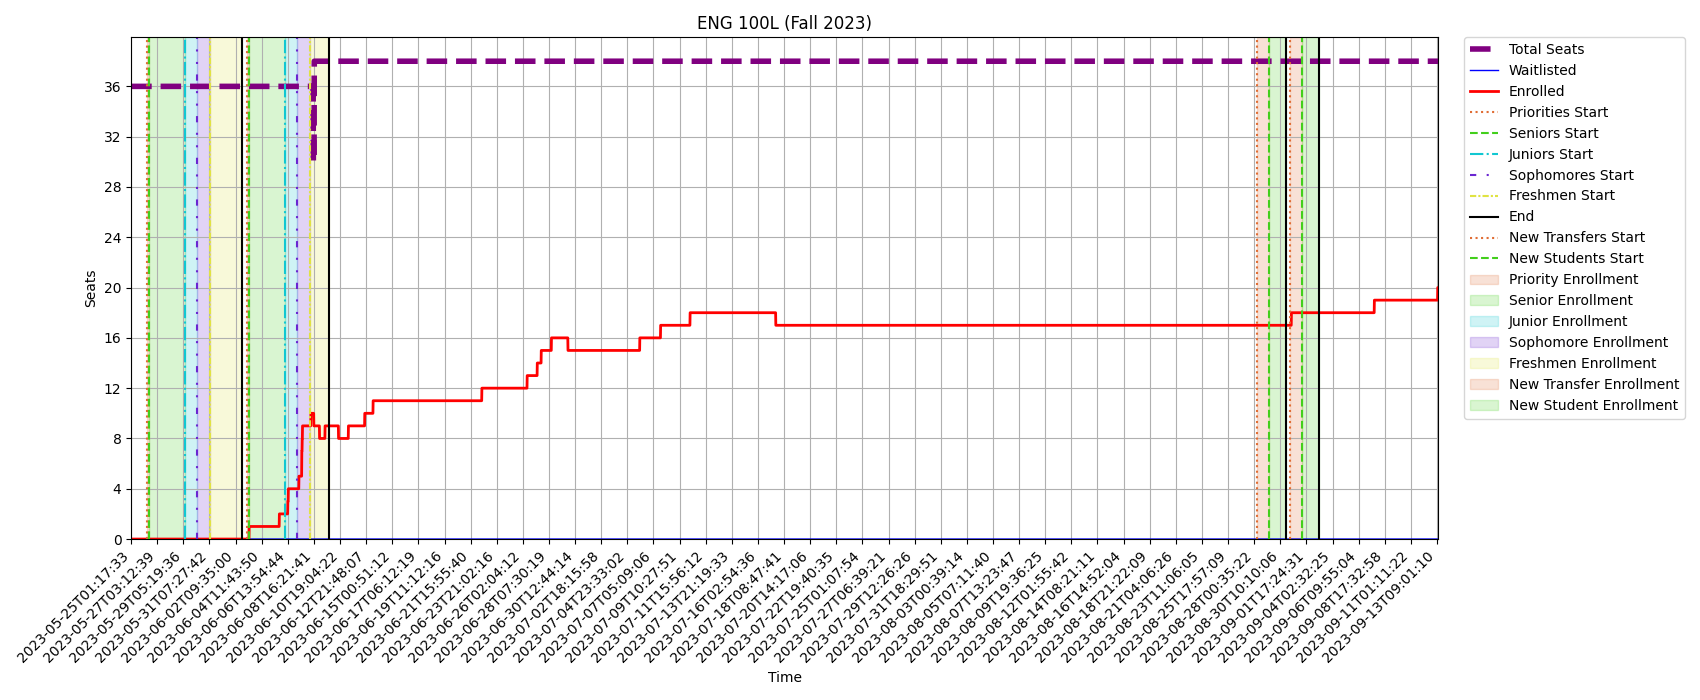 ENG 100L (Fall 2023)
Seats
36
32
28
24
20
16
12
8
4
0
2023-05-25T01:17:33
2023-05-27T03:12:39
2023-05-29T05:19:36
2023-05-31T07:27:42
2023-06-02T09:35:00
2023-06-04T11:43:50
2023-06-06T13:54:44
2023-06-08T16:21:41
2023-06-10T19:04:22
2023-06-12T21:48:07
2023-06-15T00:51:12
2023-06-17T06:12:19
2023-06-19T11:12:16
2023-06-21T15:55:40
2023-06-23T21:02:16
2023-06-26T02:04:12
2023-06-28T07:30:19
2023-06-30T12:44:14
2023-07-02T18:15:58
2023-07-04T23:33:02
2023-07-07T05:09:06
2023-07-09T10:27:51
2023-07-11T15:56:12
2023-07-13T21:19:33
2023-07-16T02:54:36
2023-07-18T08:47:41
2023-07-20T14:17:06
2023-07-22T19:40:35
2023-07-25T01:07:54
2023-07-27T06:39:21
2023-07-29T12:26:26
2023-07-31T18:29:51
2023-08-03T00:39:14
2023-08-05T07:11:40
2023-08-07T13:23:47
2023-08-09T19:36:25
2023-08-12T01:55:42
2023-08-14T08:21:11
2023-08-16T14:52:04
2023-08-18T21:22:09
2023-08-21T04:06:26
2023-08-23T11:06:05
2023-08-25T17:57:09
2023-08-28T00:35:22
2023-08-30T10:10:06
2023-09-01T17:24:31
2023-09-04T02:32:25
2023-09-06T09:55:04
2023-09-08T17:32:58
2023-09-11T01:11:22
2023-09-13T09:01:10
Time
Total Seats
Waitlisted
Enrolled
Priorities Start
Seniors Start
Juniors Start
Sophomores Start
Freshmen Start
End
New Transfers Start
New Students Start
Priority Enrollment
Senior Enrollment
Junior Enrollment
Sophomore Enrollment
Freshmen Enrollment
New Transfer Enrollment
New Student Enrollment